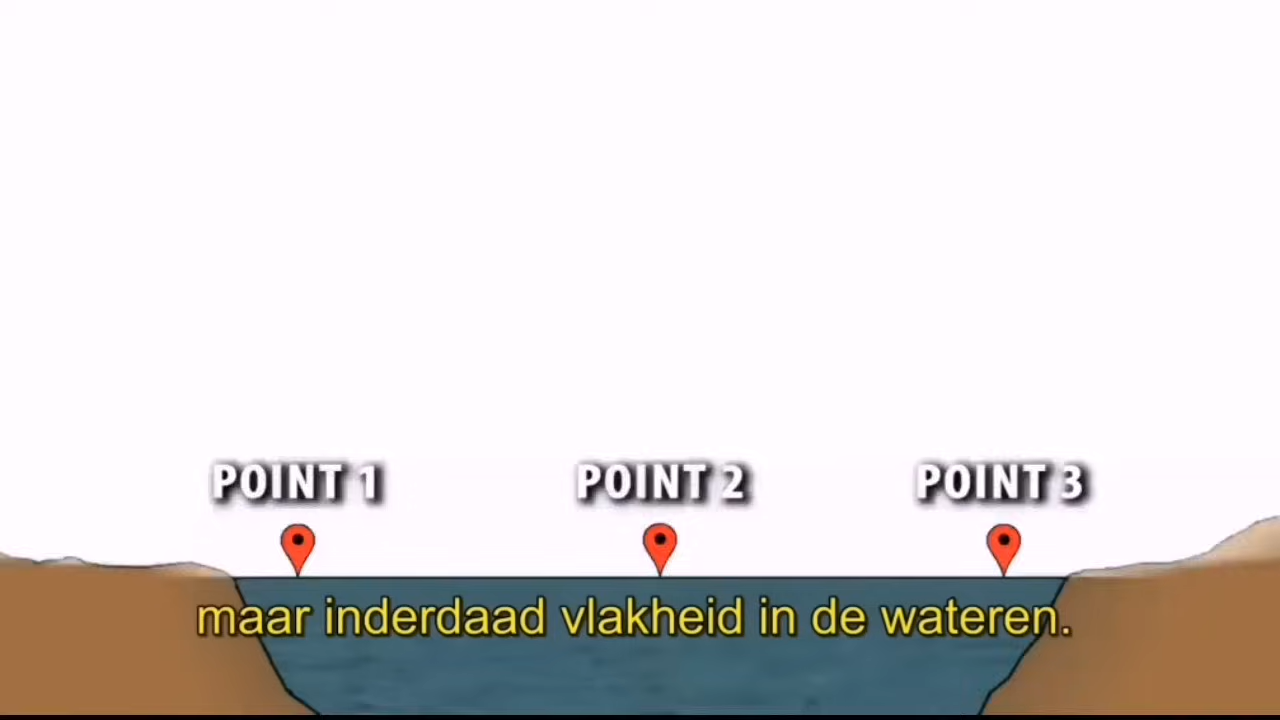 POINT 1 POINT 2 POINT 3
maar inderdaad vlakheid in de wateren.